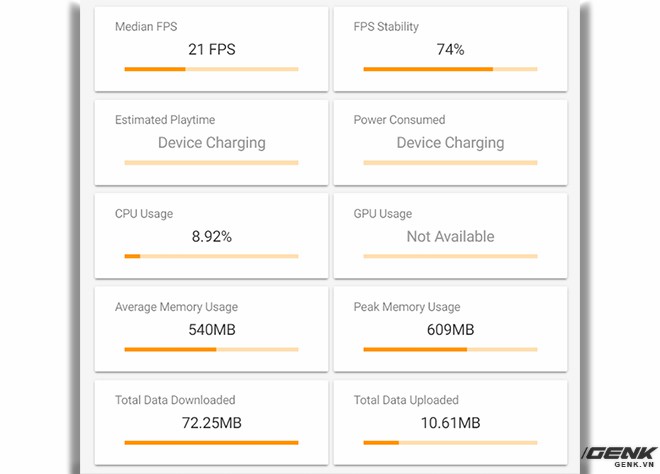 Median FPS
21 FPS
FPS Stability
74%
Estimated Playtime
Device Charging
Power Consumed
Device Charging
CPU Usage
8.92%
GPU Usage
Not Available
Average Memory Usage
540MB
Peak Memory Usage
609MB
Total Data Downloaded
72.25MB
Total Data Uploaded
10.61MB
GENK
GENK.VN